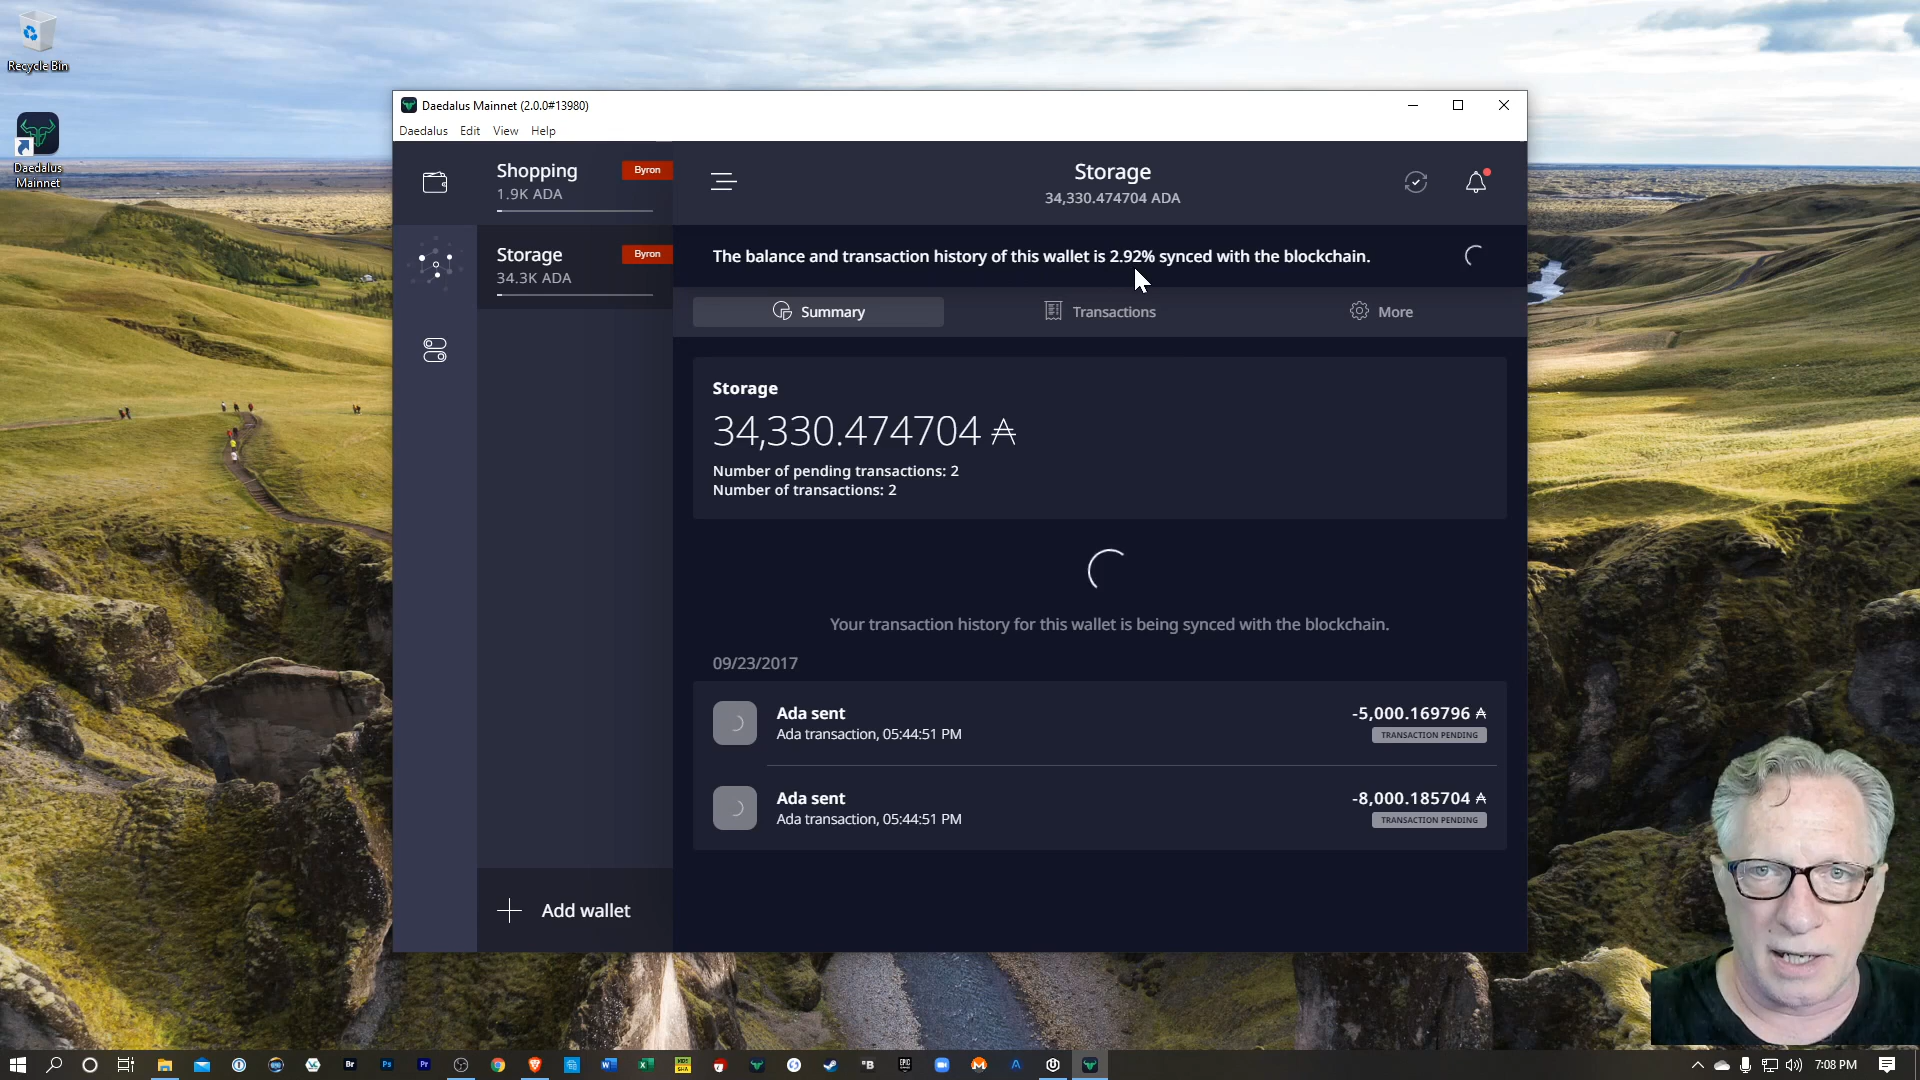 Recycle Bin
Daedalus
Mainnet
Daedalus Mainnet (2.0.0#13980)
Daedalus Edit View Help
Shopping
Byron
1.9K ADA
Storage
Byron
34.3K ADA
Add wallet
Storage
34,330.474704 ADA
The balance and transaction history of this wallet is 2.92% synced with the blockchain.
Summary
Transactions
More
Storage
34,330.474704 ₳
Number of pending transactions: 2
Number of transactions: 2
Your transaction history for this wallet is being synced with the blockchain.
09/23/2017
Ada sent
-5,000.169796 ₳
Ada transaction, 05:44:51 PM
TRANSACTION PENDING
Ada sent
-8,000.185704 ₳
Ada transaction, 05:44:51 PM
TRANSACTION PENDING
Br
Ps
Pr
7:08 PM